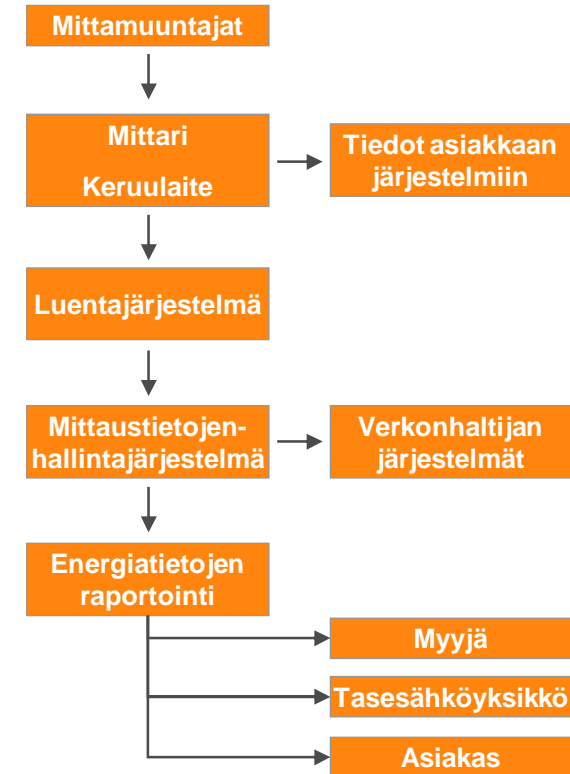 Mittamuuntajat
Mittari
Keruulaite
Tiedot asiakkaan
järjestelmiin
Luentajärjestelmä
Mittaustietojen-
hallintajärjestelmä
Verkonhaltijan
järjestelmät
Energiatietojen
raportointi
Myyjä
Tasesähköyksikkö
Asiakas